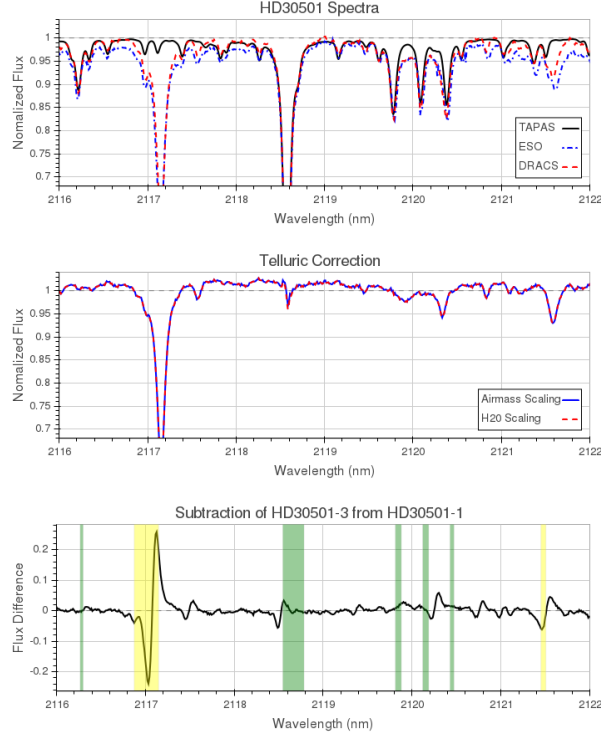 HD30501 Spectra
Normalized Flux
1
0.95
0.9
0.85
0.8
0.75
0.7
TAPAS
ESO
DRACS
2116 2117 2118 2119 2120 2121 2122
Wavelength (nm)
Telluric Correction
Normalized Flux
1
0.95
0.9
0.85
0.8
0.75
0.7
Airmass Scaling
H20 Scaling
2116 2117 2118 2119 2120 2121 2122
Wavelength (nm)
Subtraction of HD30501-3 from HD30501-1
Flux Difference
0.2
0.1
0
-0.1
-0.2
2116 2117 2118 2119 2120 2121 2122
Wavelength (nm)